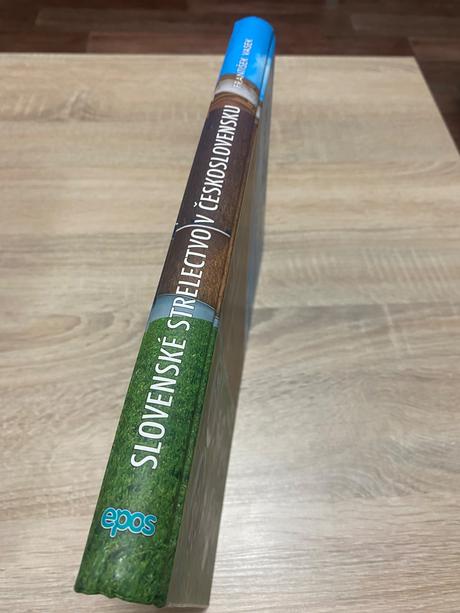 FRANTIŠEK VASEK
SLOVENSKÉ STRELECTVO V ČESKOSLOVENSKU
epos